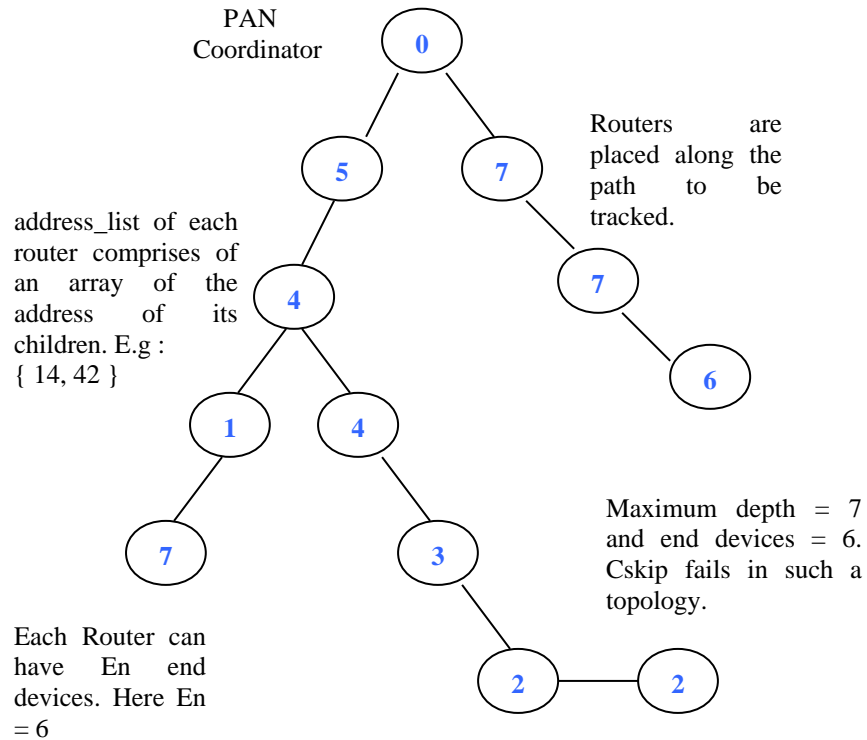 PAN
Coordinator
0
5
7
Routers are
placed along the
path to be
tracked.
address_list of each
router comprises of
an array of the
address of its
children. E.g :
{ 14, 42 }
4
7
6
1
4
7
3
Maximum depth = 7
and end devices = 6.
Cskip fails in such a
topology.
Each Router can
have En end
devices. Here En
= 6
2
2